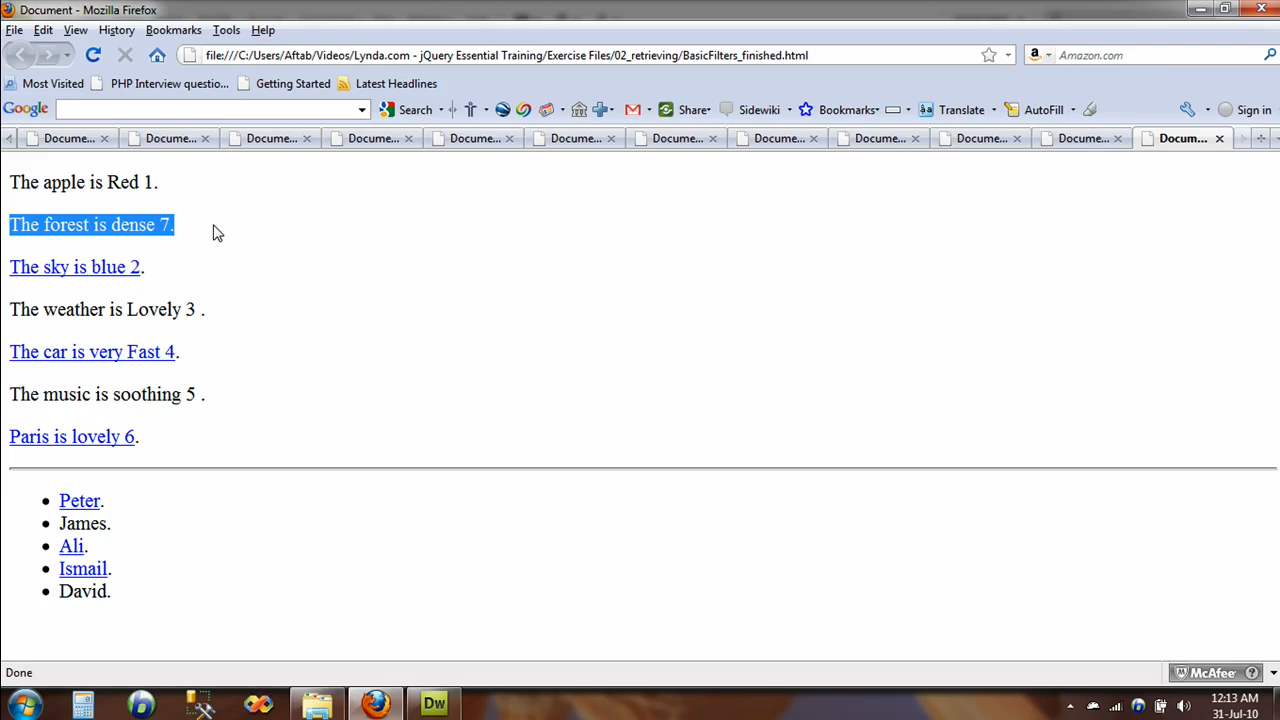 Document - Mozilla Firefox
File Edit View History Bookmarks Tools Help
file:///C:/Users/Aftab/Videos/Lynda.com - jQuery Essential Training/Exercise Files/02_retrieving/BasicFilters_finished.html Amazon.com
Most Visited PHP Interview questio... Getting Started Latest Headlines
Google Search Share Sidewiki Bookmarks Translate AutoFill Sign in
Docume... Docume... Docume... Docume... Docume... Docume... Docume... Docume... Docume... Docume... Docume... Docum...
The apple is Red 1.
The forest is dense 7.
The sky is blue 2.
The weather is Lovely 3 .
The car is very Fast 4.
The music is soothing 5 .
Paris is lovely 6.
Peter.
James.
Ali.
Ismail.
David.
Done McAfee
Dw 12:13 AM
31-Jul-10